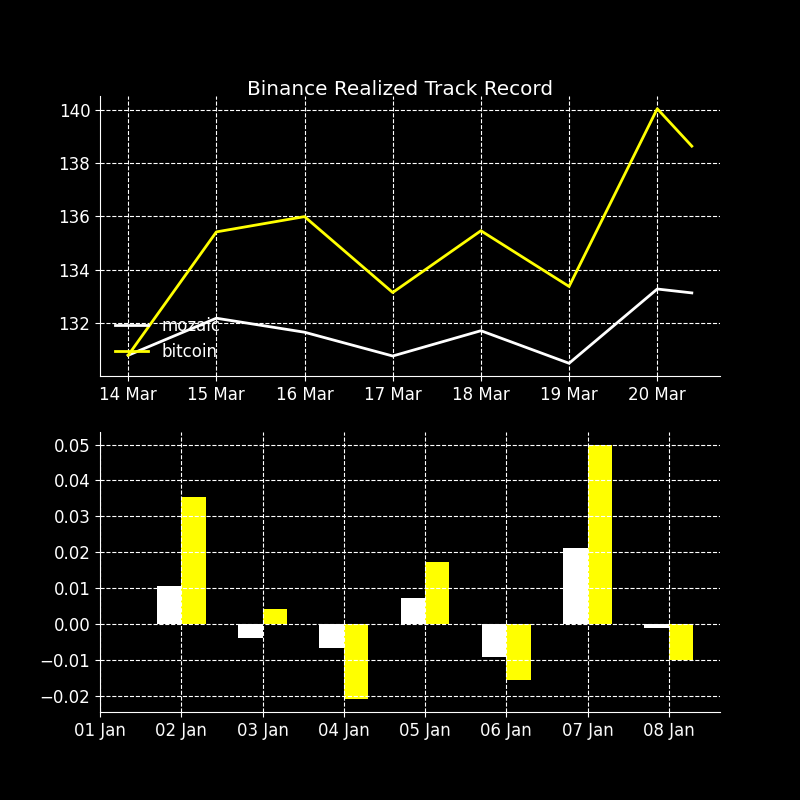 Binance Realized Track Record
140
138
136
134
132
mozaic
bitcoin
14 Mar 15 Mar 16 Mar 17 Mar 18 Mar 19 Mar 20 Mar
0.05
0.04
0.03
0.02
0.01
0.00
−0.01
−0.02
01 Jan 02 Jan 03 Jan 04 Jan 05 Jan 06 Jan 07 Jan 08 Jan